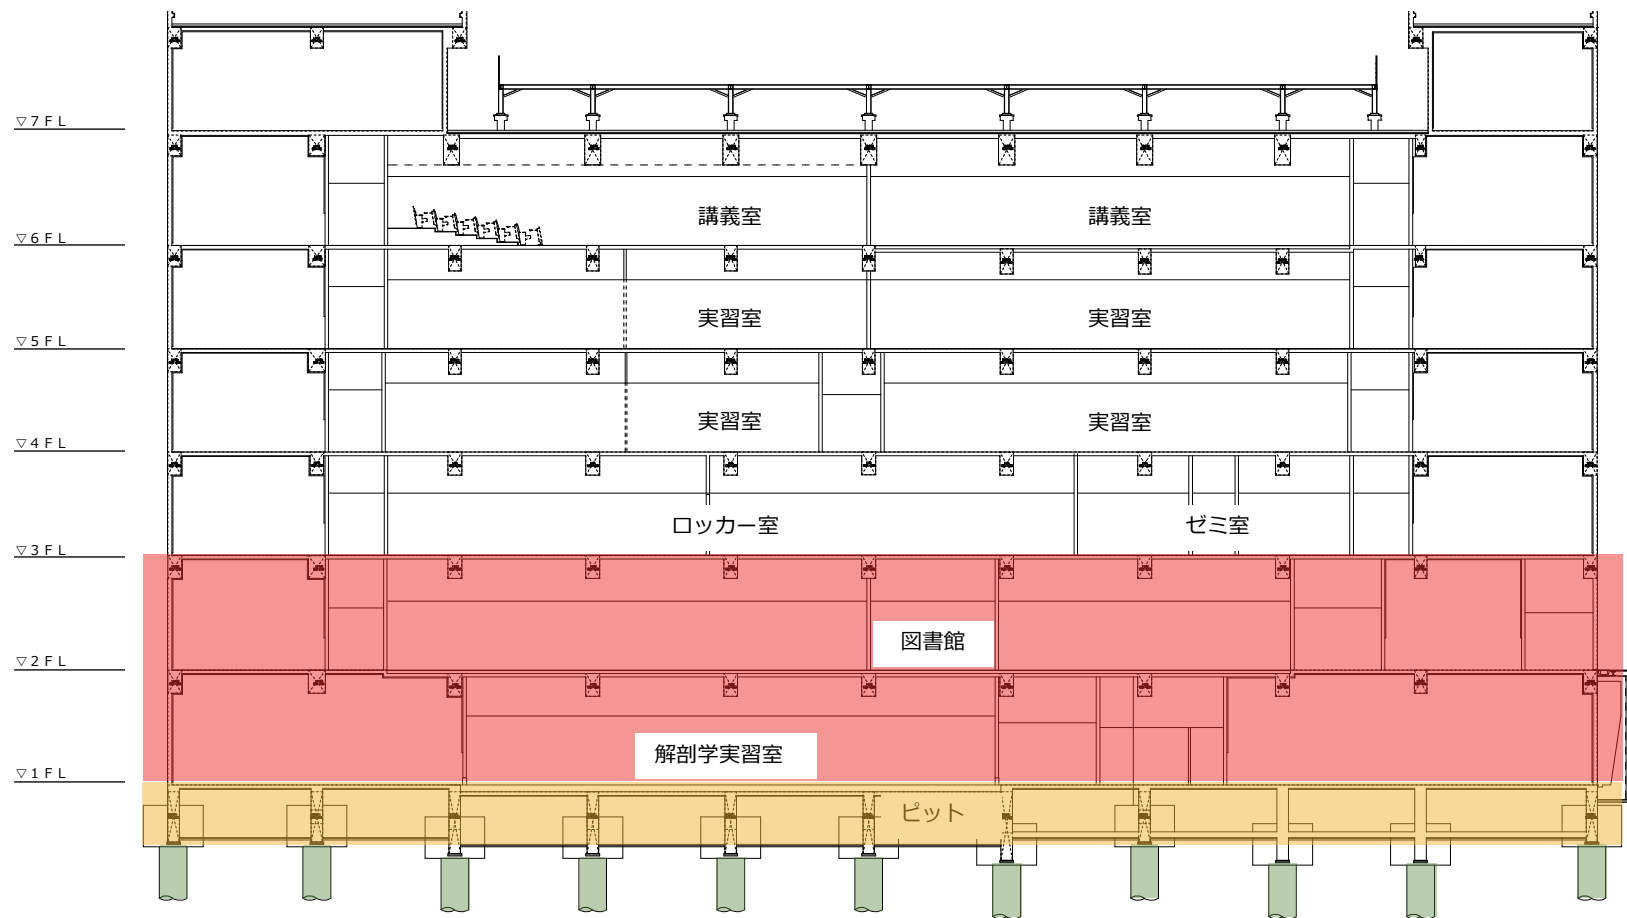 ▽７ＦＬ
講義室
講義室
▽６ＦＬ
実習室
実習室
▽５ＦＬ
実習室
実習室
▽４ＦＬ
ロッカー室
ゼミ室
▽３ＦＬ
図書館
▽２ＦＬ
解剖学実習室
▽１ＦＬ
ピット